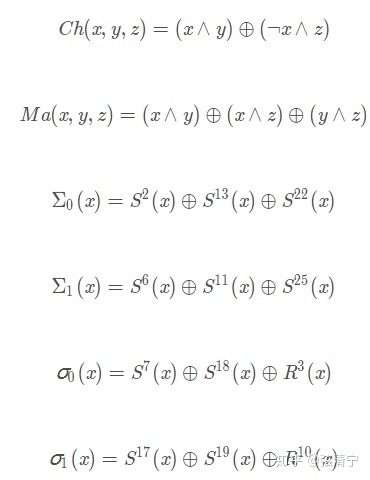 Ch(x, y, z) = (x ∧ y) ⊕ (¬x ∧ z)
Ma(x, y, z) = (x ∧ y) ⊕ (x ∧ z) ⊕ (y ∧ z)
Σ₀(x) = S²(x) ⊕ S¹³(x) ⊕ S²²(x)
Σ₁(x) = S⁶(x) ⊕ S¹¹(x) ⊕ S²⁵(x)
σ₀(x) = S⁷(x) ⊕ S¹⁸(x) ⊕ R³(x)
σ₁(x) = S¹⁷(x) ⊕ S¹⁹(x) ⊕ R¹⁰(x)
知乎